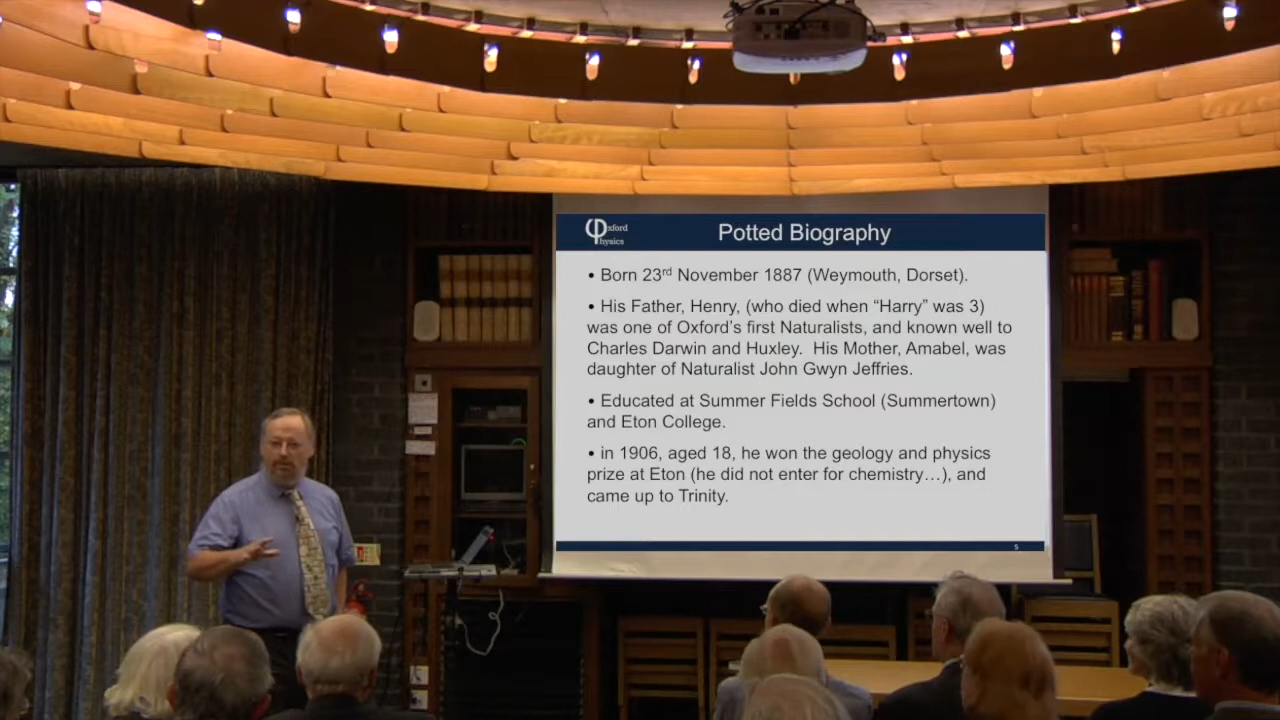 Oxford
Physics
Potted Biography
• Born 23rd November 1887 (Weymouth, Dorset).
• His Father, Henry, (who died when “Harry” was 3)
was one of Oxford’s first Naturalists, and known well to
Charles Darwin and Huxley. His Mother, Amabel, was
daughter of Naturalist John Gwyn Jeffries.
• Educated at Summer Fields School (Summertown)
and Eton College.
• in 1906, aged 18, he won the geology and physics
prize at Eton (he did not enter for chemistry…), and
came up to Trinity.
5